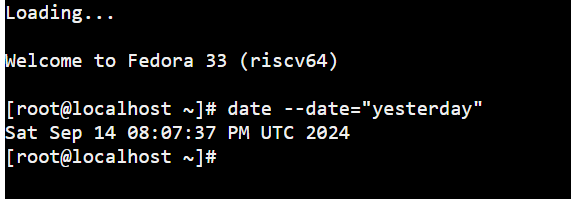 Loading...
Welcome to Fedora 33 (riscv64)
[root@localhost ~]# date --date="yesterday"
Sat Sep 14 08:07:37 PM UTC 2024
[root@localhost ~]#